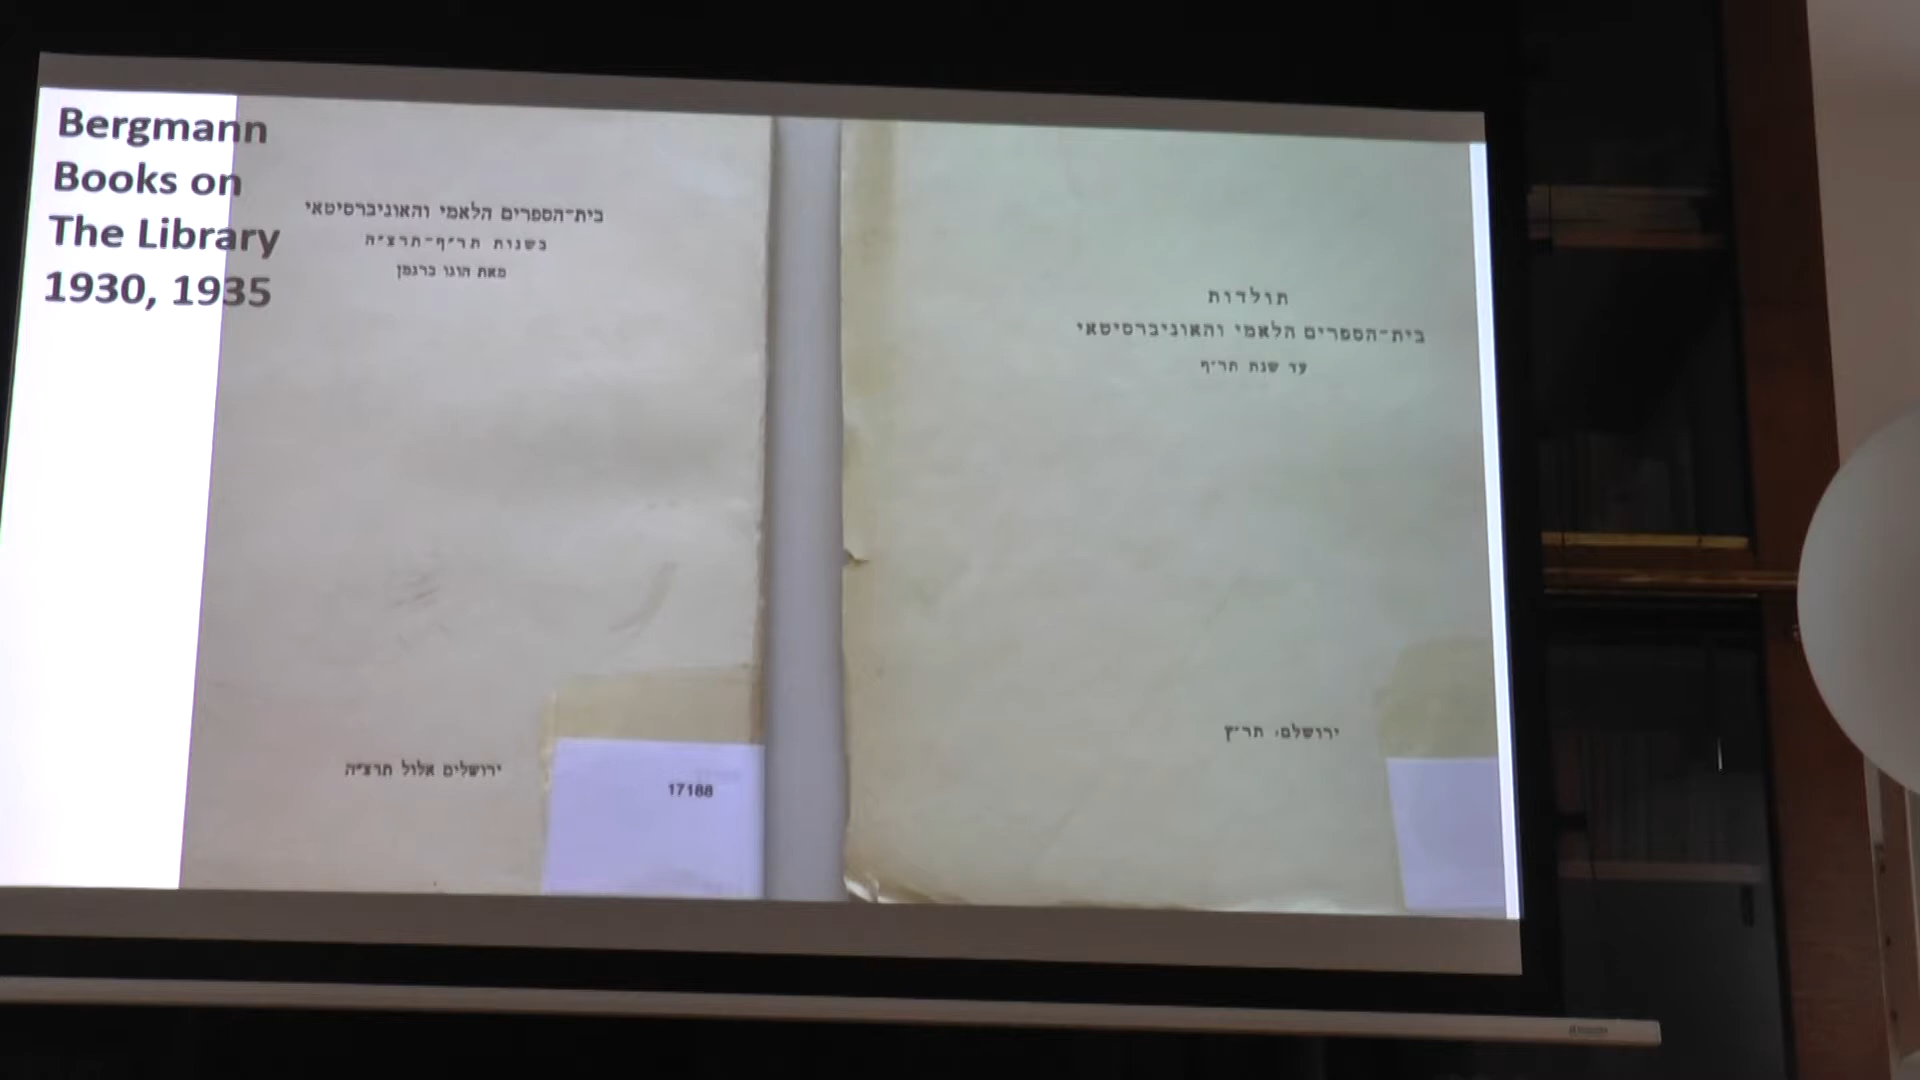 Bergmann
Books on
The Library
1930, 1935
בית־הספרים הלאמי והאוניברסיטאי
בשנות תר״ף־תרצ״ה
מאת הוגו ברגמן
ירושלים אלול תרצ״ה
17188
תולדות
בית־הספרים הלאמי והאוניברסיטאי
עד שנת תר״ף
ירושלם, תר״ץ